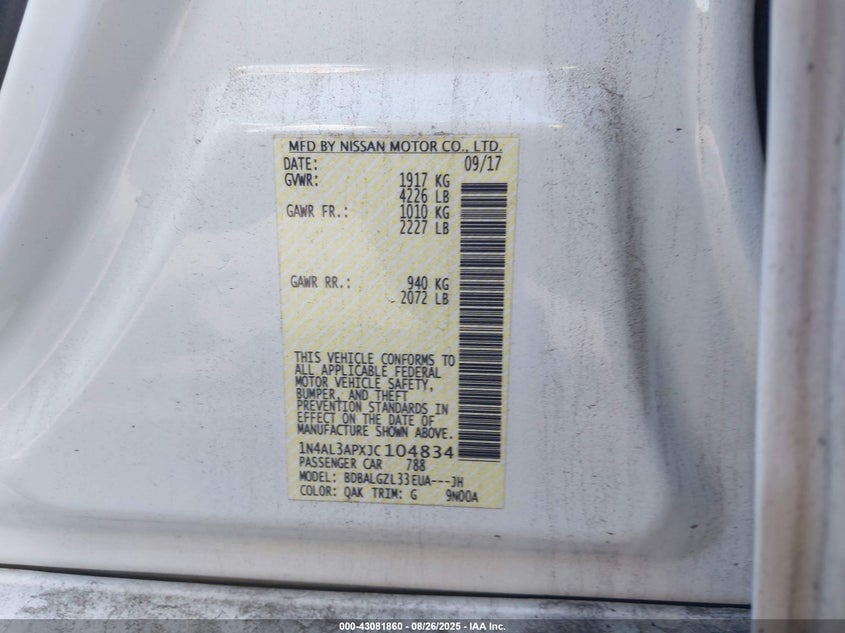 MFD BY NISSAN MOTOR CO., LTD.
DATE: 09/17
GVWR: 1917 KG
4226 LB
GAWR FR.: 1010 KG
2227 LB
GAWR RR.: 940 KG
2072 LB
THIS VEHICLE CONFORMS TO
ALL APPLICABLE FEDERAL
MOTOR VEHICLE SAFETY,
BUMPER, AND THEFT
PREVENTION STANDARDS IN
EFFECT ON THE DATE OF
MANUFACTURE SHOWN ABOVE.
1N4AL3APXJC104834
PASSENGER CAR 788
MODEL: BDBALGZL33EUA---JH
COLOR: QAK TRIM: G 9N00A
000-43081860 - 08/26/2025 - IAA Inc.